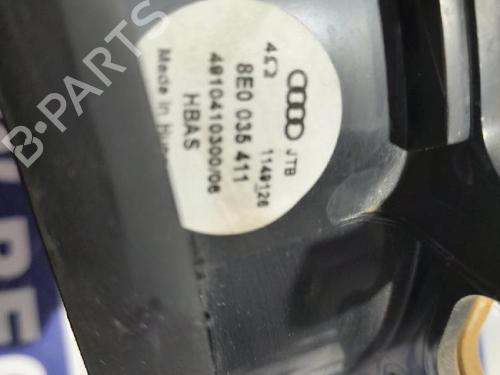 4Ω
JTB
1149126
8E0 035 411
4910410300/06
HBAS
Made in
B-PARTS